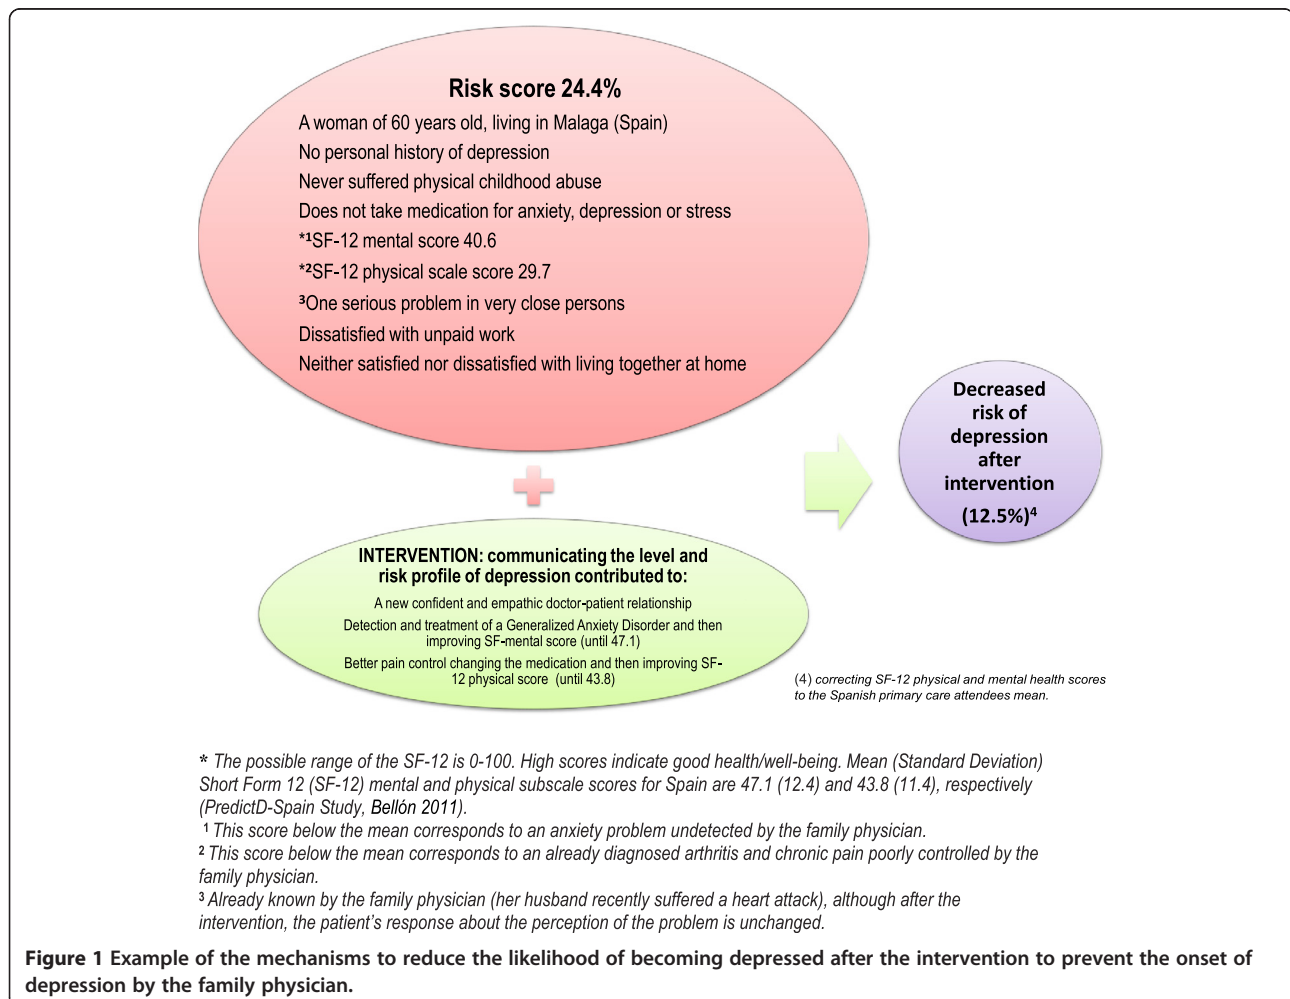 Risk score 24.4%
A woman of 60 years old, living in Malaga (Spain)
No personal history of depression
Never suffered physical childhood abuse
Does not take medication for anxiety, depression or stress
*¹SF-12 mental score 40.6
*²SF-12 physical scale score 29.7
³One serious problem in very close persons
Dissatisfied with unpaid work
Neither satisfied nor dissatisfied with living together at home
Decreased
risk of
depression
after
intervention
(12.5%)⁴
INTERVENTION: communicating the level and
risk profile of depression contributed to:
A new confident and empathic doctor-patient relationship
Detection and treatment of a Generalized Anxiety Disorder and then
improving SF-mental score (until 47.1)
Better pain control changing the medication and then improving SF-
12 physical score (until 43.8)
(4) correcting SF-12 physical and mental health scores
to the Spanish primary care attendees mean.
* The possible range of the SF-12 is 0-100. High scores indicate good health/well-being. Mean (Standard Deviation)
Short Form 12 (SF-12) mental and physical subscale scores for Spain are 47.1 (12.4) and 43.8 (11.4), respectively
(PredictD-Spain Study, Bellón 2011).
¹ This score below the mean corresponds to an anxiety problem undetected by the family physician.
² This score below the mean corresponds to an already diagnosed arthritis and chronic pain poorly controlled by the
family physician.
³ Already known by the family physician (her husband recently suffered a heart attack), although after the
intervention, the patient's response about the perception of the problem is unchanged.
Figure 1 Example of the mechanisms to reduce the likelihood of becoming depressed after the intervention to prevent the onset of
depression by the family physician.